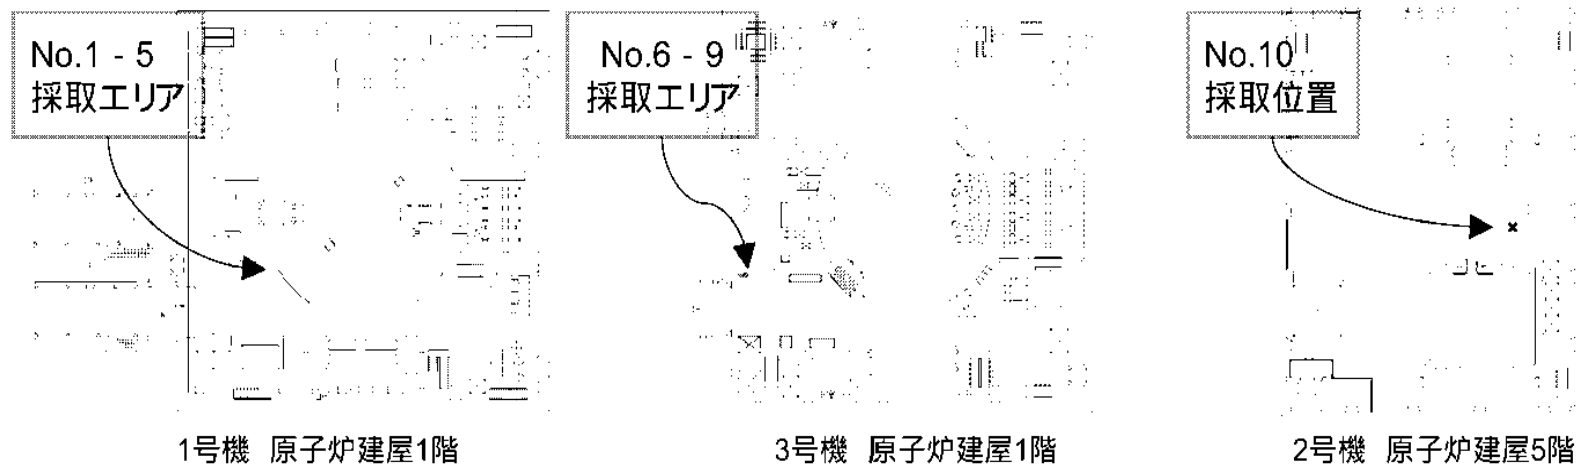 No.1 - 5
採取エリア
No.6 - 9
採取エリア
No.10
採取位置
1号機 原子炉建屋1階
3号機 原子炉建屋1階
2号機 原子炉建屋5階